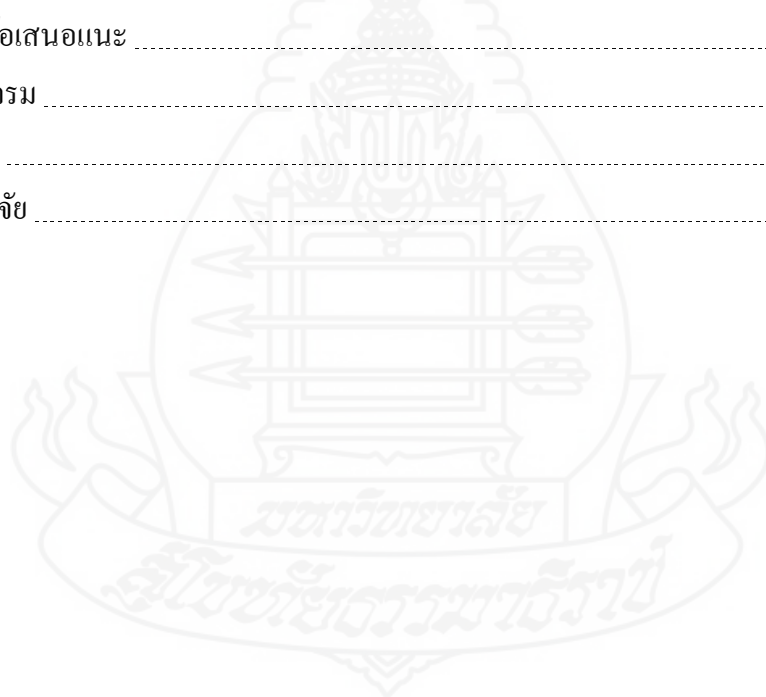 อเสนอแนะ
รม
จัย
มหาวิทยาลัย
สุโขทัยธรรมาธิราช